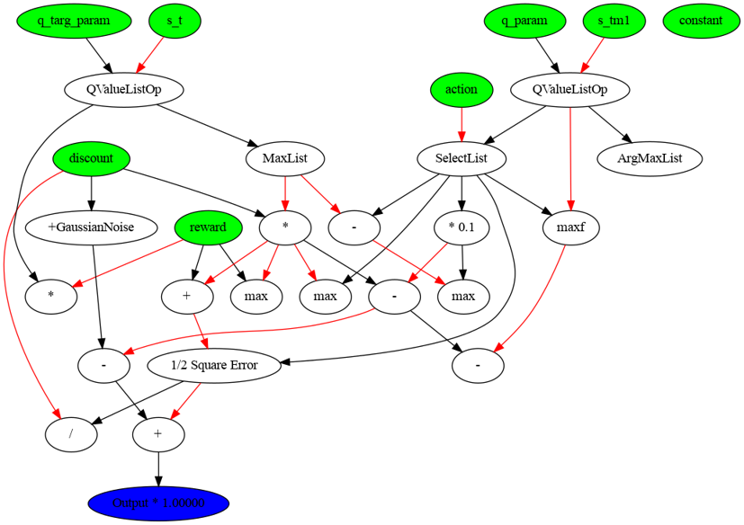 q_targ_param
s_t
q_param
s_tm1
constant
QValueListOp
action
QValueListOp
discount
MaxList
SelectList
ArgMaxList
+GaussianNoise
reward
*
-
* 0.1
maxf
*
+
max
max
-
max
-
1/2 Square Error
-
/
+
Output * 1.00000